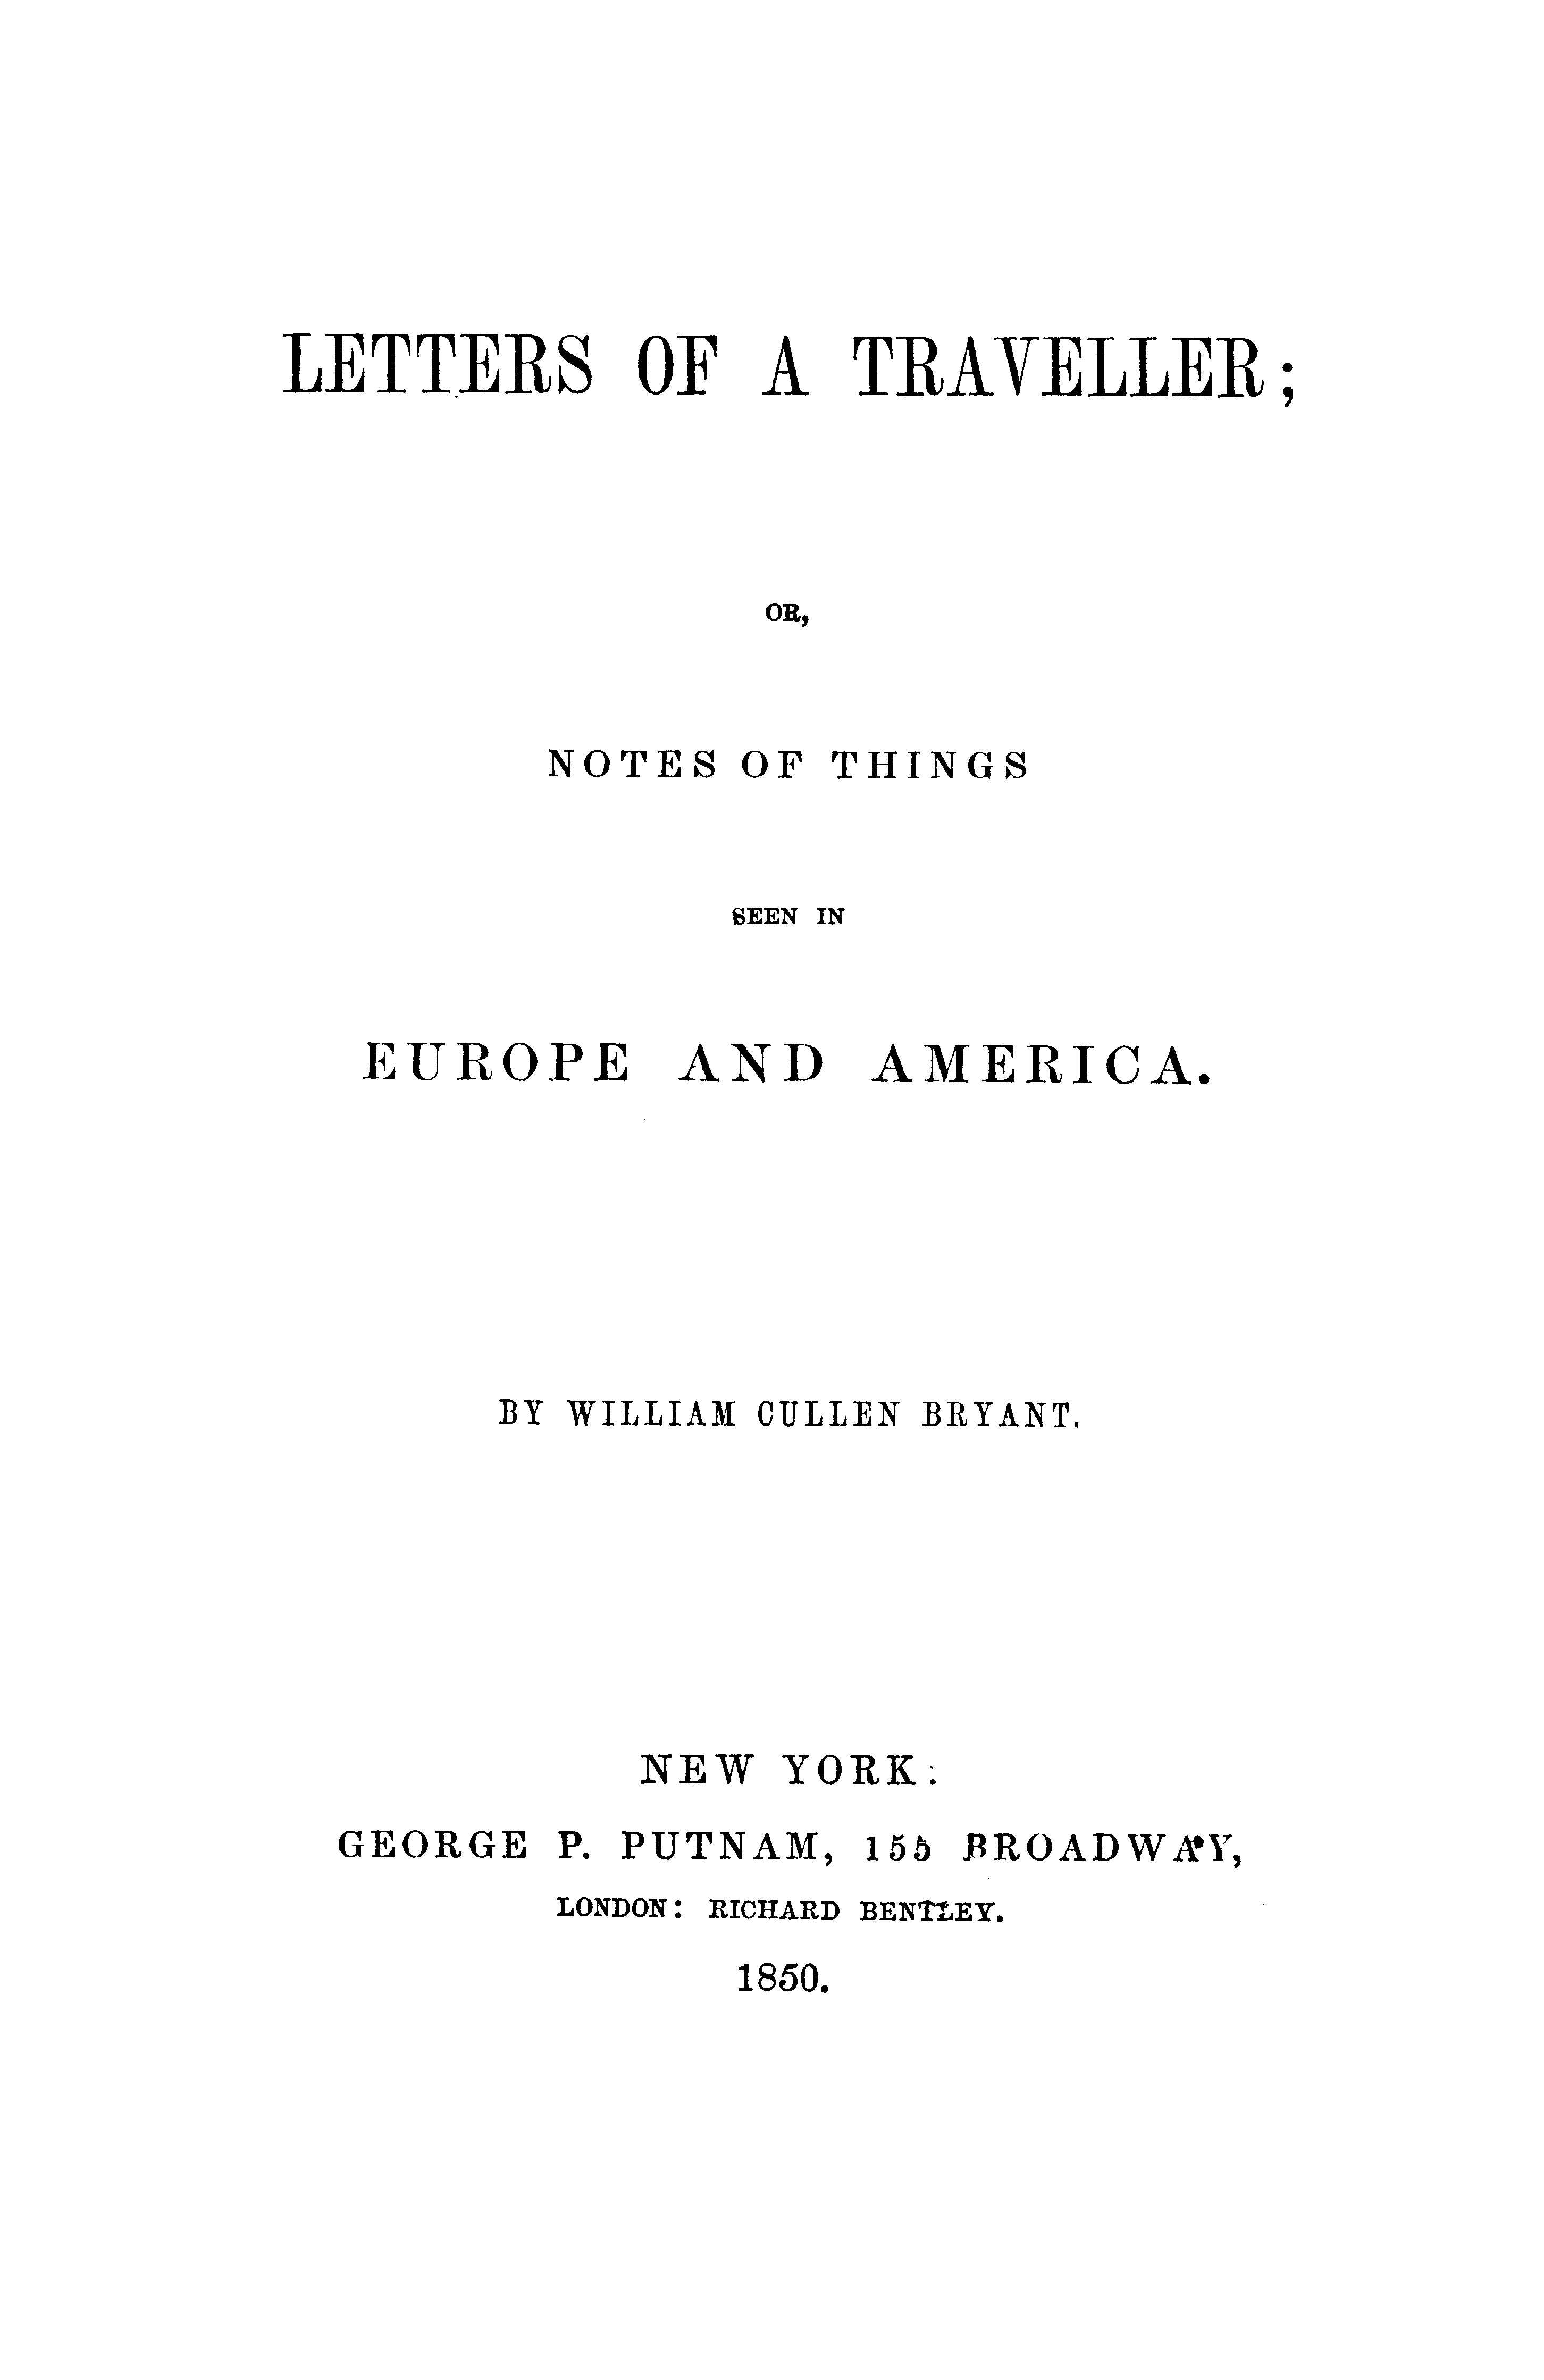 LETTERS OF A TRAVELLER;
OR,
NOTES OF THINGS
SEEN IN
EUROPE AND AMERICA.
BY WILLIAM CULLEN BRYANT.
NEW YORK:
GEORGE P. PUTNAM, 155 BROADWAY,
LONDON: RICHARD BENTLEY.
1850.